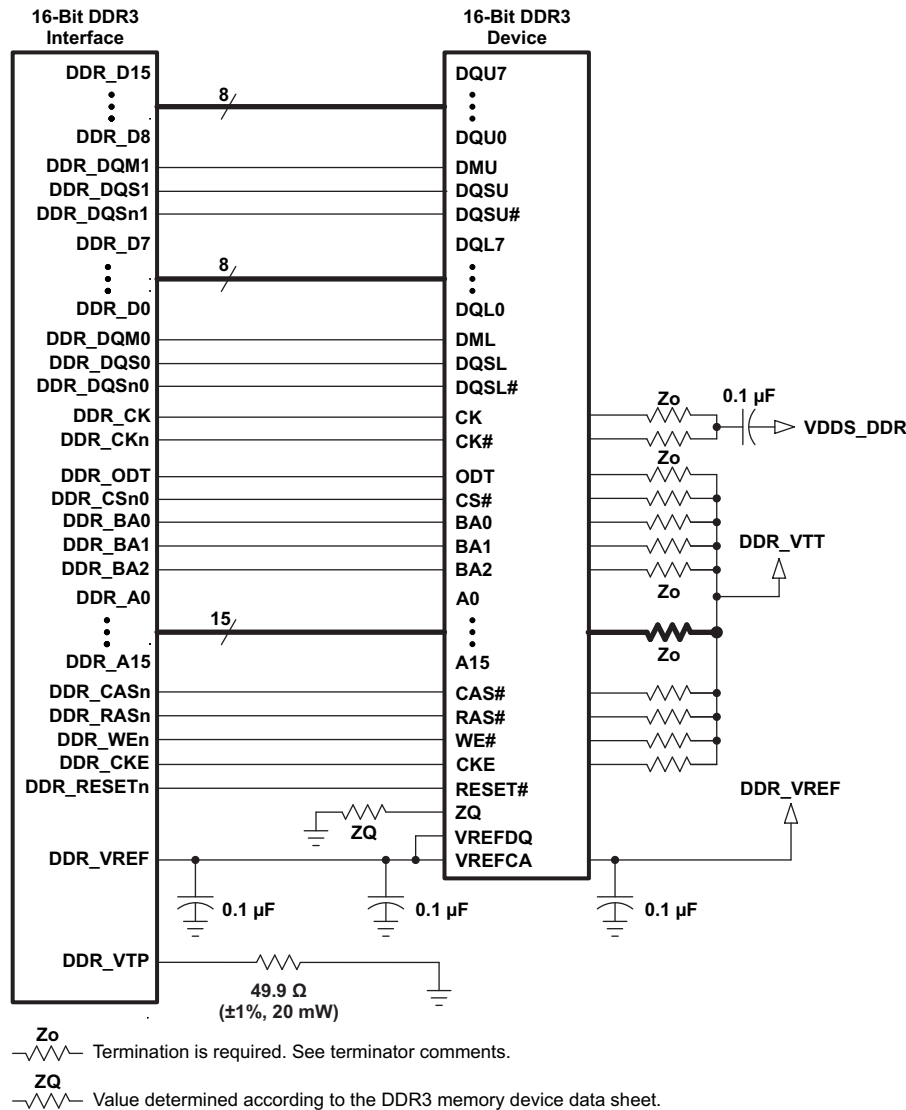 16-Bit DDR3
Interface
16-Bit DDR3
Device
DDR_D15
8
DQU7
DDR_D8
DQU0
DDR_DQM1
DMU
DDR_DQS1
DQSU
DDR_DQSn1
DQSU#
DDR_D7
8
DQL7
DDR_D0
DQL0
DDR_DQM0
DML
DDR_DQS0
DQSL
DDR_DQSn0
DQSL#
Zo
0.1 µF
DDR_CK
CK
VDDS_DDR
DDR_CKn
CK#
Zo
DDR_ODT
ODT
DDR_CSn0
CS#
DDR_BA0
BA0
DDR_BA1
BA1
DDR_VTT
DDR_BA2
BA2
Zo
DDR_A0
A0
15
Zo
DDR_A15
A15
DDR_CASn
CAS#
DDR_RASn
RAS#
DDR_WEn
WE#
DDR_CKE
CKE
DDR_RESETn
RESET#
DDR_VREF
ZQ
ZQ
VREFDQ
DDR_VREF
VREFCA
0.1 µF
0.1 µF
0.1 µF
DDR_VTP
49.9 Ω
(±1%, 20 mW)
Zo
Termination is required. See terminator comments.
ZQ
Value determined according to the DDR3 memory device data sheet.